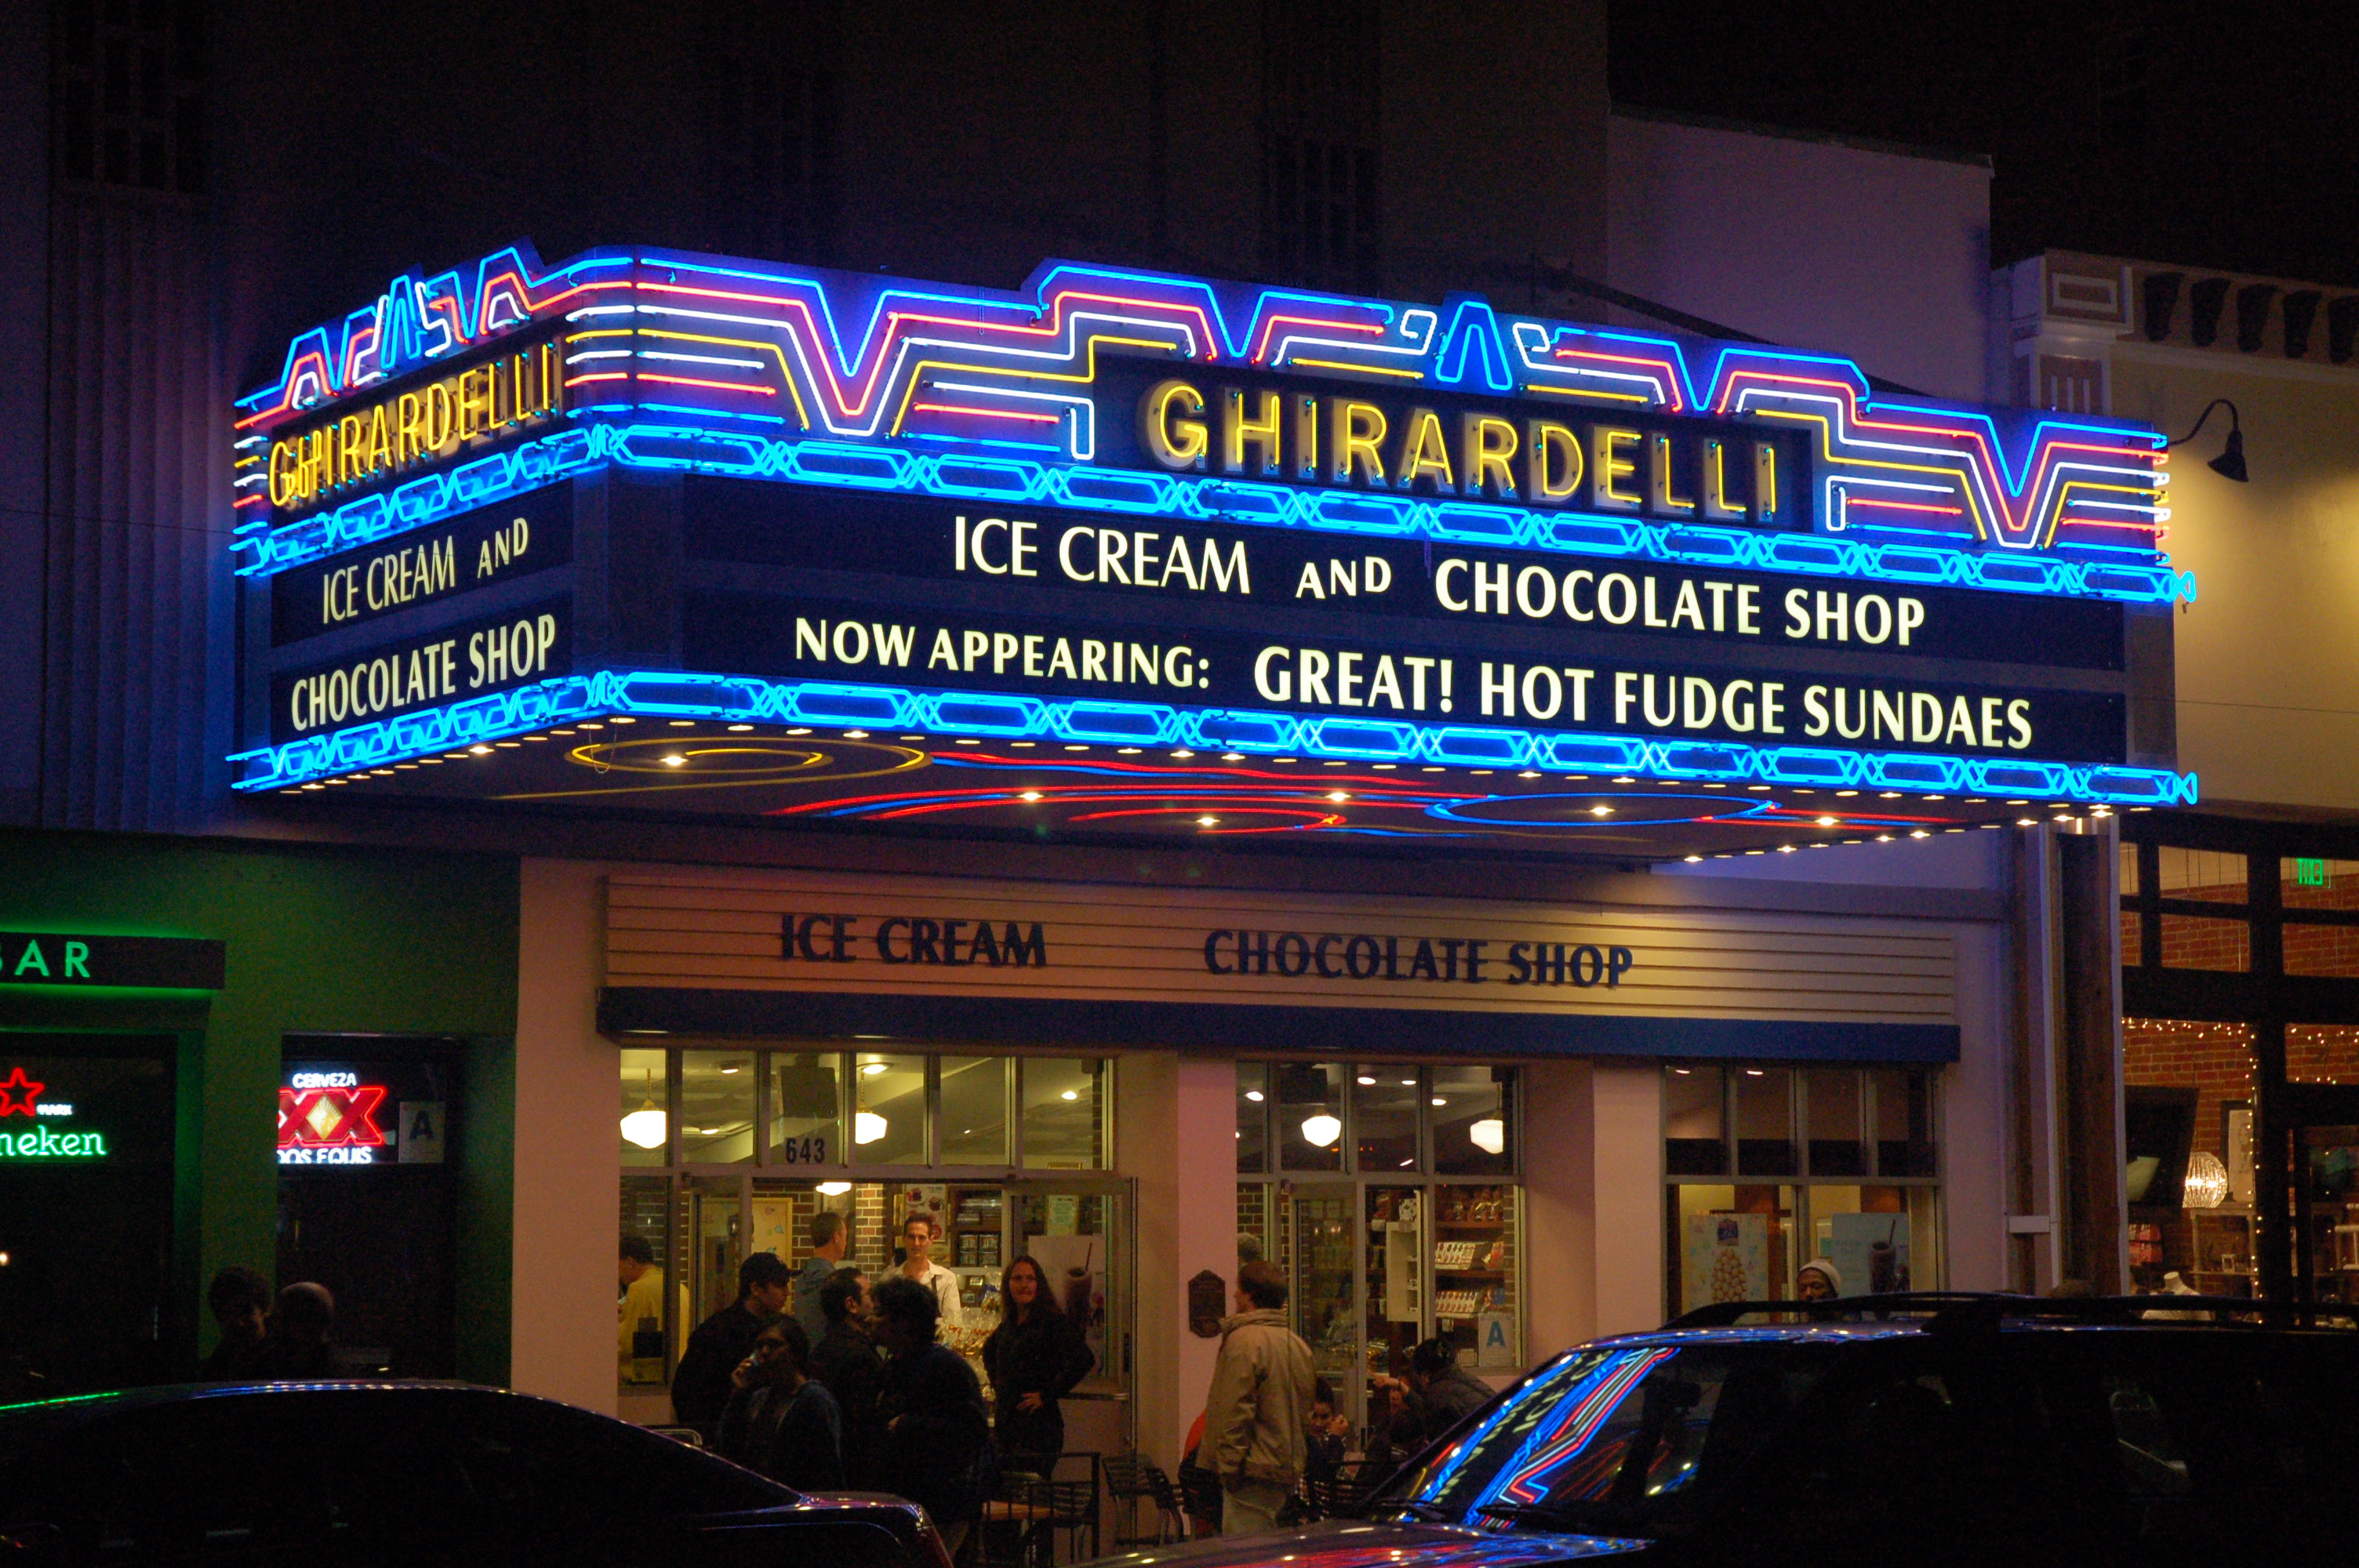 GHIRARDELLI
ICE CREAM AND
CHOCOLATE SHOP
GHIRARDELLI
ICE CREAM AND CHOCOLATE SHOP
NOW APPEARING: GREAT! HOT FUDGE SUNDAES
EXIT
ICE CREAM CHOCOLATE SHOP
BAR
CERVEZA
XX
DOS EQUIS
A
neken
643
A